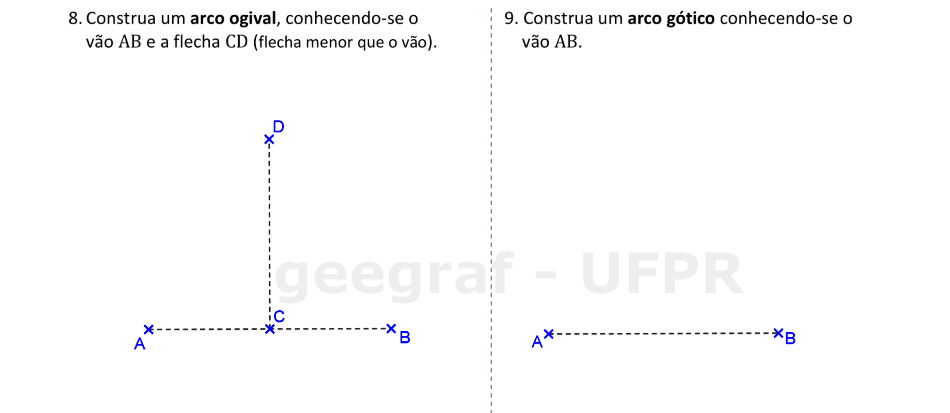 8. Construa um arco ogival, conhecendo-se o
vão AB e a flecha CD (flecha menor que o vão).
D
C
A
B
9. Construa um arco gótico conhecendo-se o
vão AB.
A
B
geegraf - UFPR